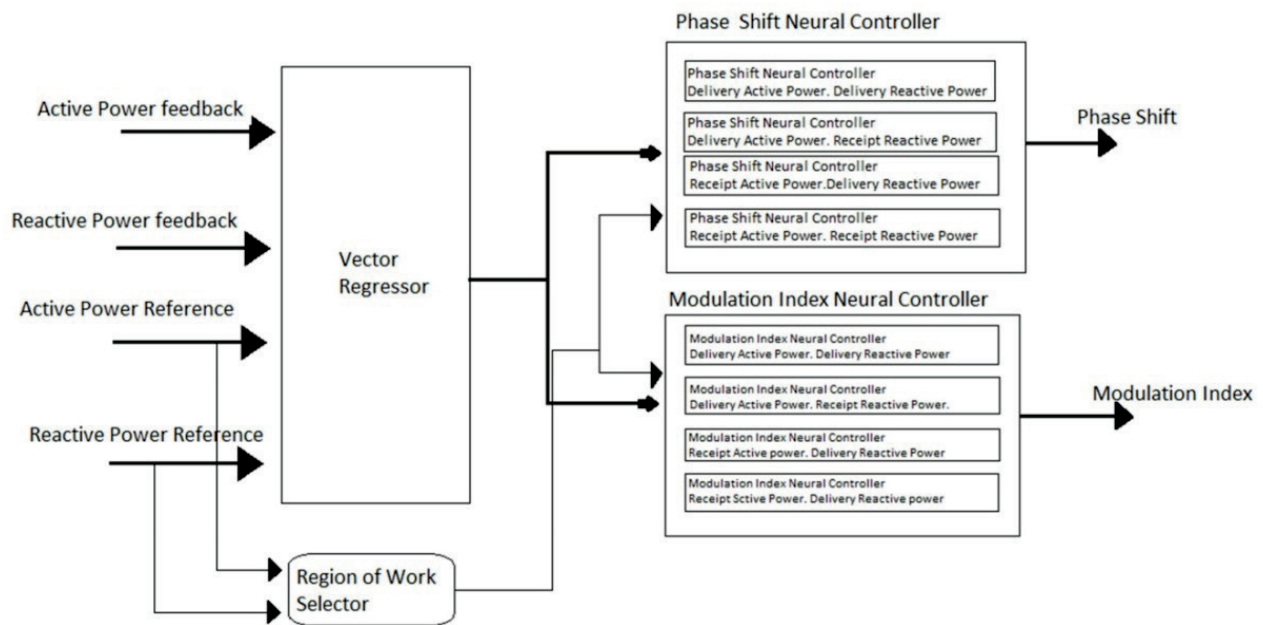 Phase Shift Neural Controller
Phase Shift Neural Controller
Delivery Active Power. Delivery Reactive Power
Phase Shift Neural Controller
Delivery Active Power. Receipt Reactive Power
Phase Shift Neural Controller
Receipt Active Power.Delivery Reactive Power
Phase Shift Neural Controller
Receipt Active Power. Receipt Reactive Power
Phase Shift
Active Power feedback
Reactive Power feedback
Active Power Reference
Reactive Power Reference
Vector
Regressor
Modulation Index Neural Controller
Modulation Index Neural Controller
Delivery Active Power. Delivery Reactive Power
Modulation Index Neural Controller
Delivery Active Power. Receipt Reactive Power.
Modulation Index Neural Controller
Receipt Active power. Delivery Reactive Power
Modulation Index Neural Controller
Receipt Sctive Power. Delivery Reactive power
Modulation Index
Region of Work
Selector